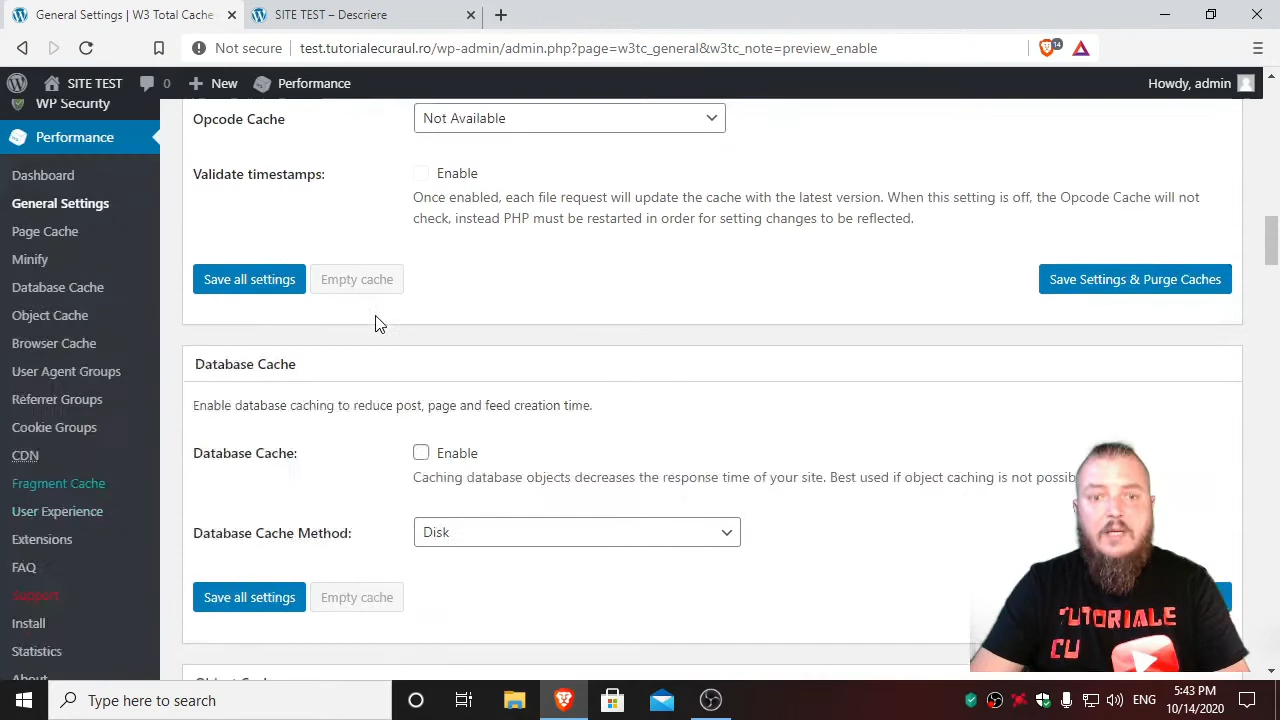 General Settings | W3 Total Cache
SITE TEST – Descriere
Not secure
test.tutorialecuraul.ro/wp-admin/admin.php?page=w3tc_general&w3tc_note=preview_enable
14
SITE TEST
0
New
Performance
Howdy, admin
WP Security
Performance
Dashboard
General Settings
Page Cache
Minify
Database Cache
Object Cache
Browser Cache
User Agent Groups
Referrer Groups
Cookie Groups
CDN
Fragment Cache
User Experience
Extensions
FAQ
Support
Install
Statistics
About
Opcode Cache
Not Available
Validate timestamps:
Enable
Once enabled, each file request will update the cache with the latest version. When this setting is off, the Opcode Cache will not
check, instead PHP must be restarted in order for setting changes to be reflected.
Save all settings
Empty cache
Save Settings & Purge Caches
Database Cache
Enable database caching to reduce post, page and feed creation time.
Database Cache:
Enable
Caching database objects decreases the response time of your site. Best used if object caching is not possib
Database Cache Method:
Disk
Save all settings
Empty cache
TUTORIALE
CU
Type here to search
ENG
5:43 PM
10/14/2020